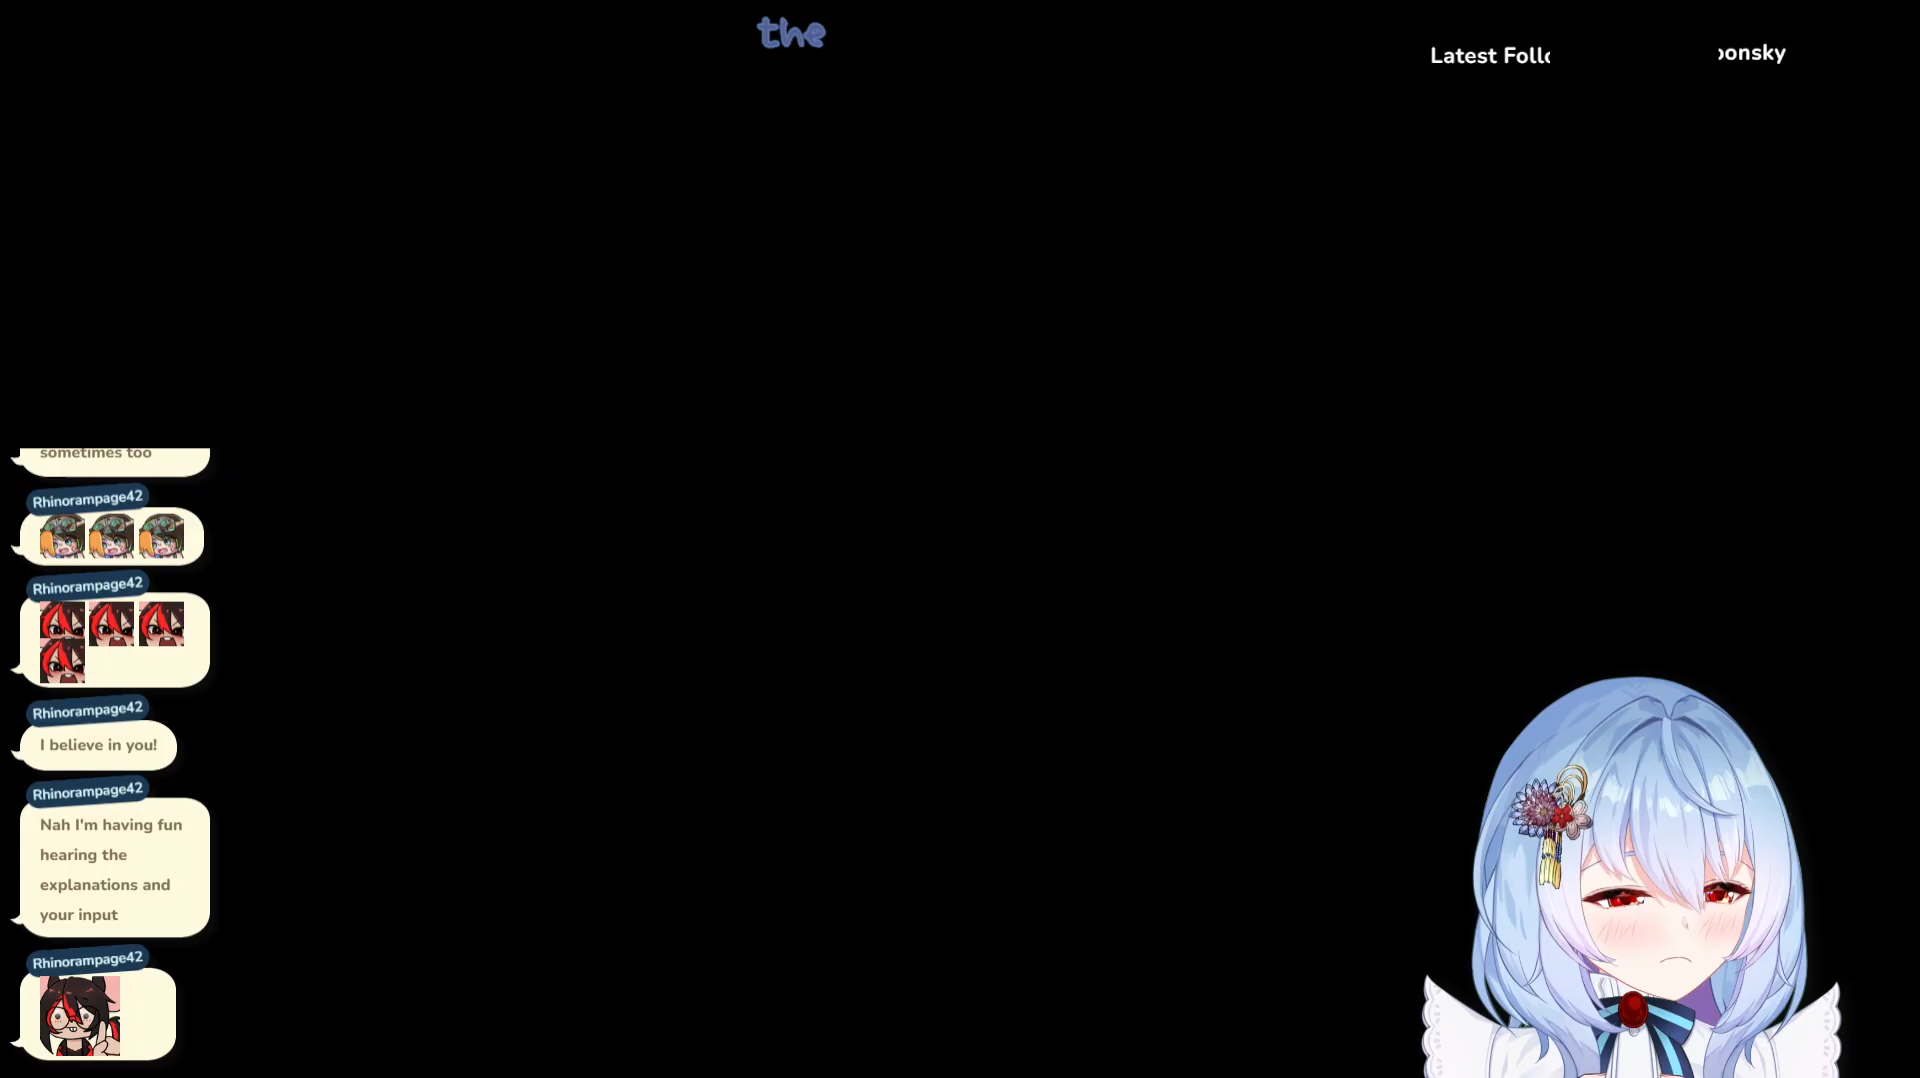 the
Latest Follo
onsky
sometimes too
Rhinorampage42
Rhinorampage42
Rhinorampage42
I believe in you!
Rhinorampage42
Nah I'm having fun
hearing the
explanations and
your input
Rhinorampage42